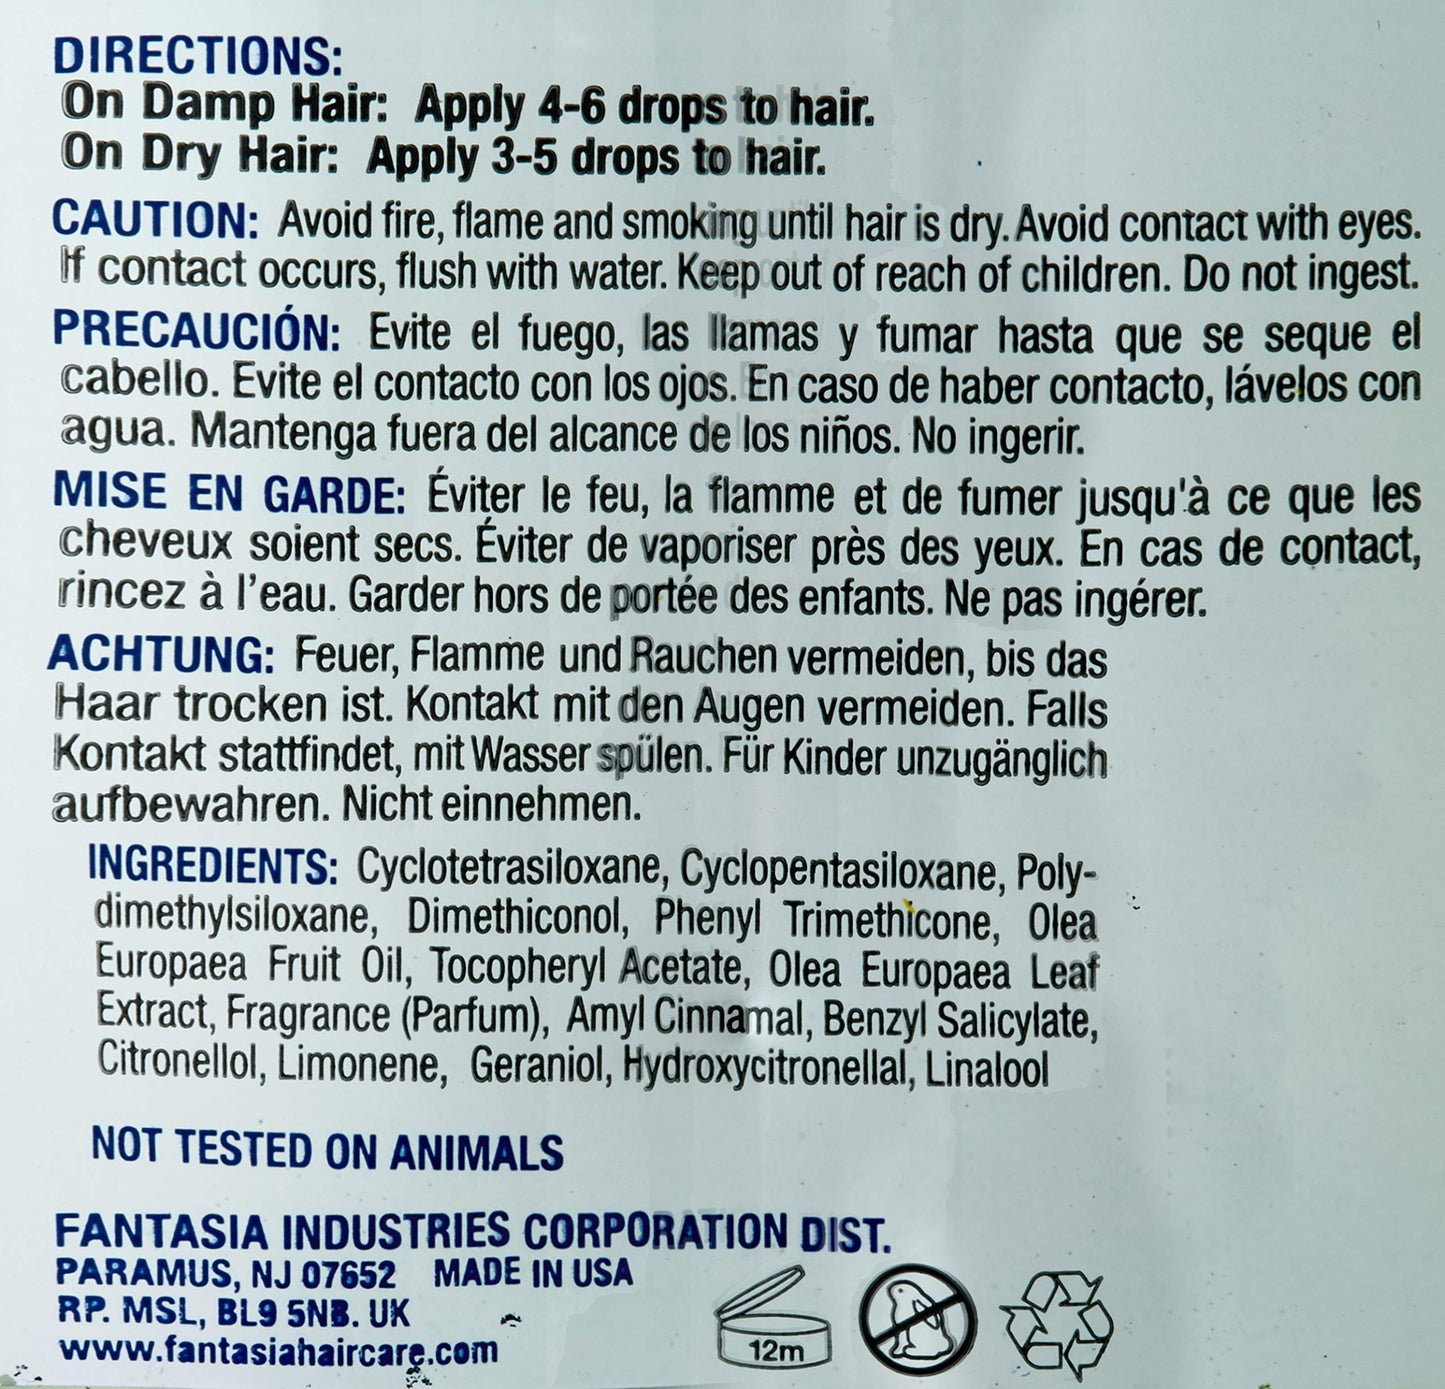 DIRECTIONS:
On Damp Hair: Apply 4-6 drops to hair.
On Dry Hair: Apply 3-5 drops to hair.
CAUTION: Avoid fire, flame and smoking until hair is dry. Avoid contact with eyes.
If contact occurs, flush with water. Keep out of reach of children. Do not ingest.
PRECAUCIÓN: Evite el fuego, las llamas y fumar hasta que se seque el
cabello. Evite el contacto con los ojos. En caso de haber contacto, lávelos con
agua. Mantenga fuera del alcance de los niños. No ingerir.
MISE EN GARDE: Éviter le feu, la flamme et de fumer jusqu'à ce que les
cheveux soient secs. Éviter de vaporiser près des yeux. En cas de contact,
rincez à l'eau. Garder hors de portée des enfants. Ne pas ingérer.
ACHTUNG: Feuer, Flamme und Rauchen vermeiden, bis das
Haar trocken ist. Kontakt mit den Augen vermeiden. Falls
Kontakt stattfindet, mit Wasser spülen. Für Kinder unzugänglich
aufbewahren. Nicht einnehmen.
INGREDIENTS: Cyclotetrasiloxane, Cyclopentasiloxane, Poly-
dimethylsiloxane, Dimethiconol, Phenyl Trimethicone, Olea
Europaea Fruit Oil, Tocopheryl Acetate, Olea Europaea Leaf
Extract, Fragrance (Parfum), Amyl Cinnamal, Benzyl Salicylate,
Citronellol, Limonene, Geraniol, Hydroxycitronellal, Linalool
NOT TESTED ON ANIMALS
FANTASIA INDUSTRIES CORPORATION DIST.
PARAMUS, NJ 07652 MADE IN USA
RP. MSL, BL9 5NB. UK
www.fantasiahaircare.com
12m